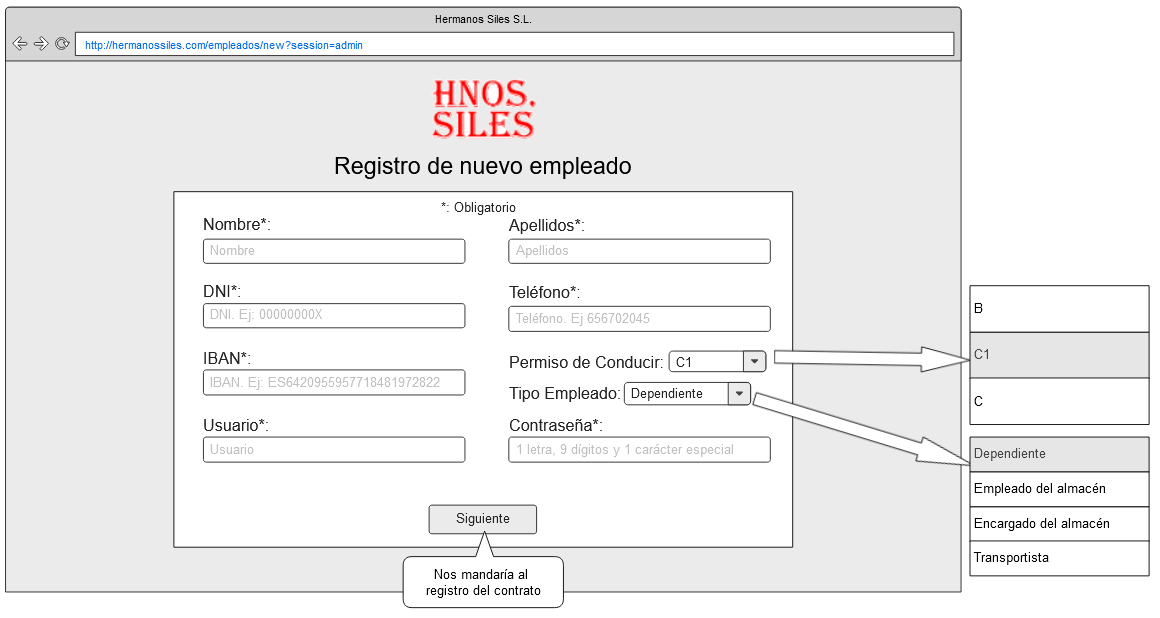 Hermanos Siles S.L.
http://hermanossiles.com/empleados/new?session=admin
HNOS.
SILES
Registro de nuevo empleado
*: Obligatorio
Nombre*:
Nombre
Apellidos*:
Apellidos
DNI*:
DNI. Ej: 00000000X
Teléfono*:
Teléfono. Ej 656702045
IBAN*:
IBAN. Ej: ES6420955957718481972822
Permiso de Conducir: C1
Tipo Empleado: Dependiente
Usuario*:
Usuario
Contraseña*:
1 letra, 9 dígitos y 1 carácter especial
Siguiente
Nos mandaría al
registro del contrato
B
C1
C
Dependiente
Empleado del almacén
Encargado del almacén
Transportista